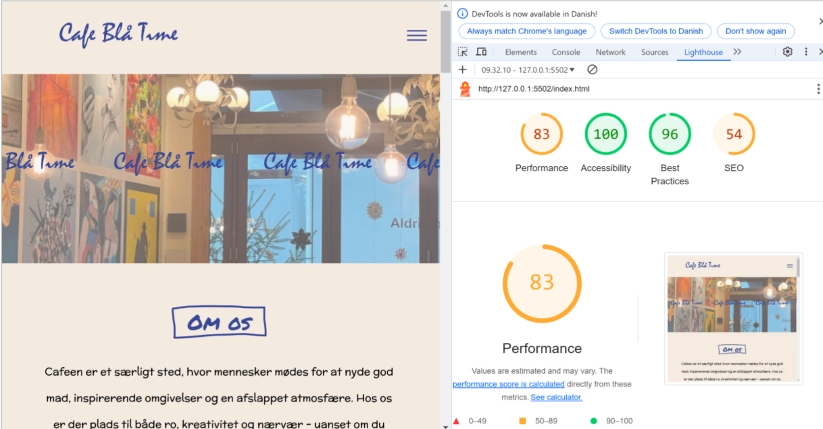 Cafe Blå Time
Blå Time Cafe Blå Time Cafe Blå Time Cafe
Aldri
OM OS
Cafeen er et særligt sted, hvor mennesker mødes for at nyde god
mad, inspirerende omgivelser og en afslappet atmosfære. Hos os
er der plads til både ro, kreativitet og nærvær - uanset om du
DevTools is now available in Danish!
Always match Chrome's language Switch DevTools to Danish Don't show again
Elements Console Network Sources Lighthouse
09.32.10 - 127.0.0.1:5502
http://127.0.0.1:5502/index.html
83 100 96 54
Performance Accessibility Best Practices SEO
83
Performance
Values are estimated and may vary. The
performance score is calculated directly from these
metrics. See calculator.
0–49 50–89 90–100
Cafe Blå Time
Cafe Blå Time
OM OS